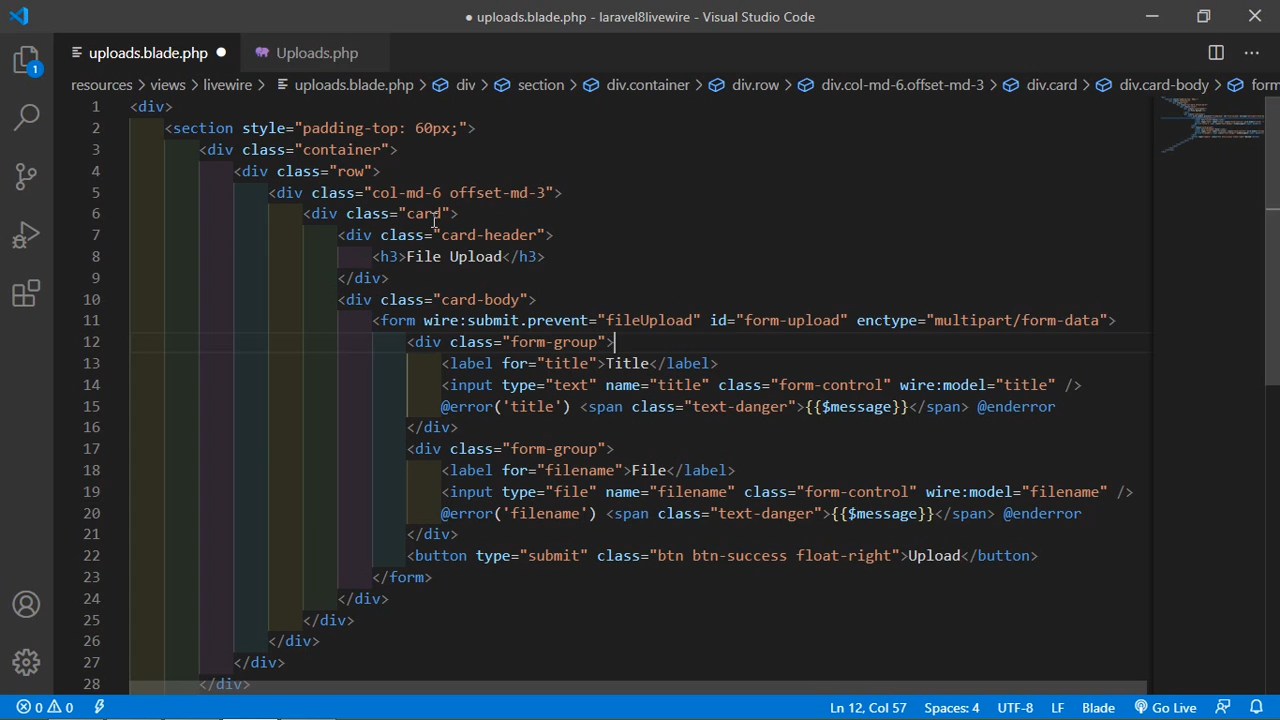 ● uploads.blade.php - laravel8livewire - Visual Studio Code
uploads.blade.php ● Uploads.php
1
resources > views > livewire > uploads.blade.php > div > section > div.container > div.row > div.col-md-6.offset-md-3 > div.card > div.card-body > form
1 <div>
2 <section style="padding-top: 60px;">
3 <div class="container">
4 <div class="row">
5 <div class="col-md-6 offset-md-3">
6 <div class="card">
7 <div class="card-header">
8 <h3>File Upload</h3>
9 </div>
10 <div class="card-body">
11 <form wire:submit.prevent="fileUpload" id="form-upload" enctype="multipart/form-data">
12 <div class="form-group">
13 <label for="title">Title</label>
14 <input type="text" name="title" class="form-control" wire:model="title" />
15 @error('title') <span class="text-danger">{{$message}}</span> @enderror
16 </div>
17 <div class="form-group">
18 <label for="filename">File</label>
19 <input type="file" name="filename" class="form-control" wire:model="filename" />
20 @error('filename') <span class="text-danger">{{$message}}</span> @enderror
21 </div>
22 <button type="submit" class="btn btn-success float-right">Upload</button>
23 </form>
24 </div>
25 </div>
26 </div>
27 </div>
28 </div>
0 0 Ln 12, Col 57 Spaces: 4 UTF-8 LF Blade Go Live